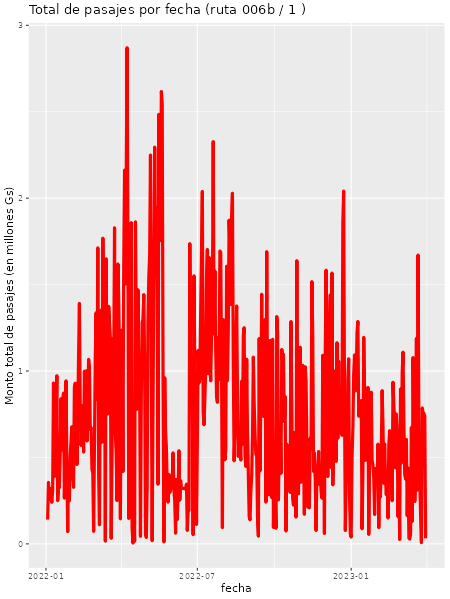 Total de pasajes por fecha (ruta 006b / 1 )
Monto total de pasajes (en millones Gs)
3
2
1
0
2022-01
2022-07
2023-01
fecha